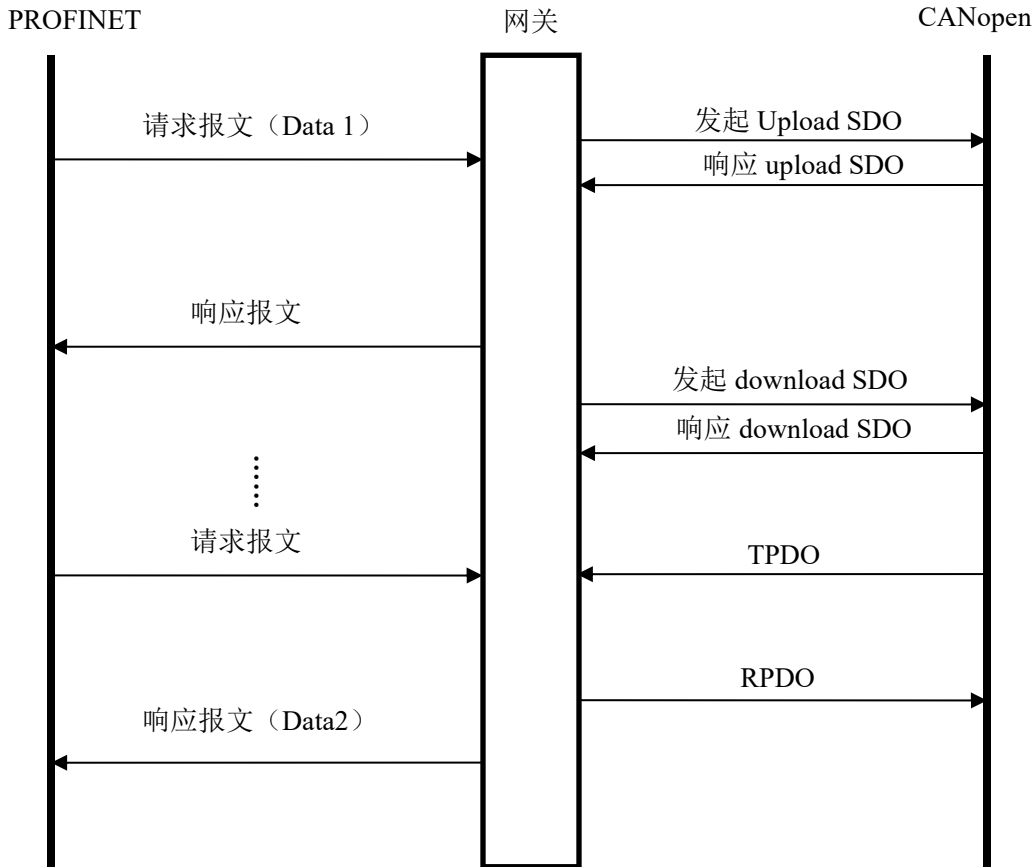 PROFINET
网关
CANopen
请求报文（Data 1）
发起 Upload SDO
响应 upload SDO
响应报文
发起 download SDO
响应 download SDO
请求报文
TPDO
RPDO
响应报文（Data2）